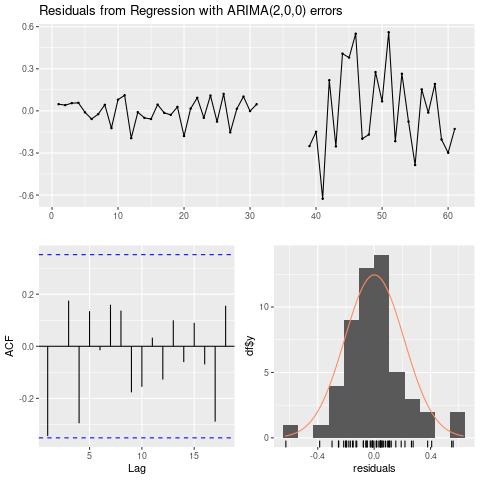 Residuals from Regression with ARIMA(2,0,0) errors
0.6
0.3
0.0
-0.3
-0.6
0 10 20 30 40 50 60
ACF
0.2
0.0
-0.2
5 10 15
Lag
df$y
10
5
0
-0.4 0.0 0.4
residuals